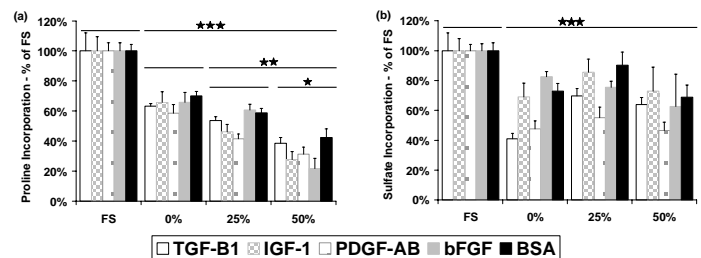 (a)
★★★
★★
★
Proline Incorporation - % of FS
120%
100%
80%
60%
40%
20%
0%
FS 0% 25% 50%
(b)
★★★
Sulfate Incorporation - % of FS
120%
100%
80%
60%
40%
20%
0%
FS 0% 25% 50%
TGF-B1 IGF-1 PDGF-AB bFGF BSA